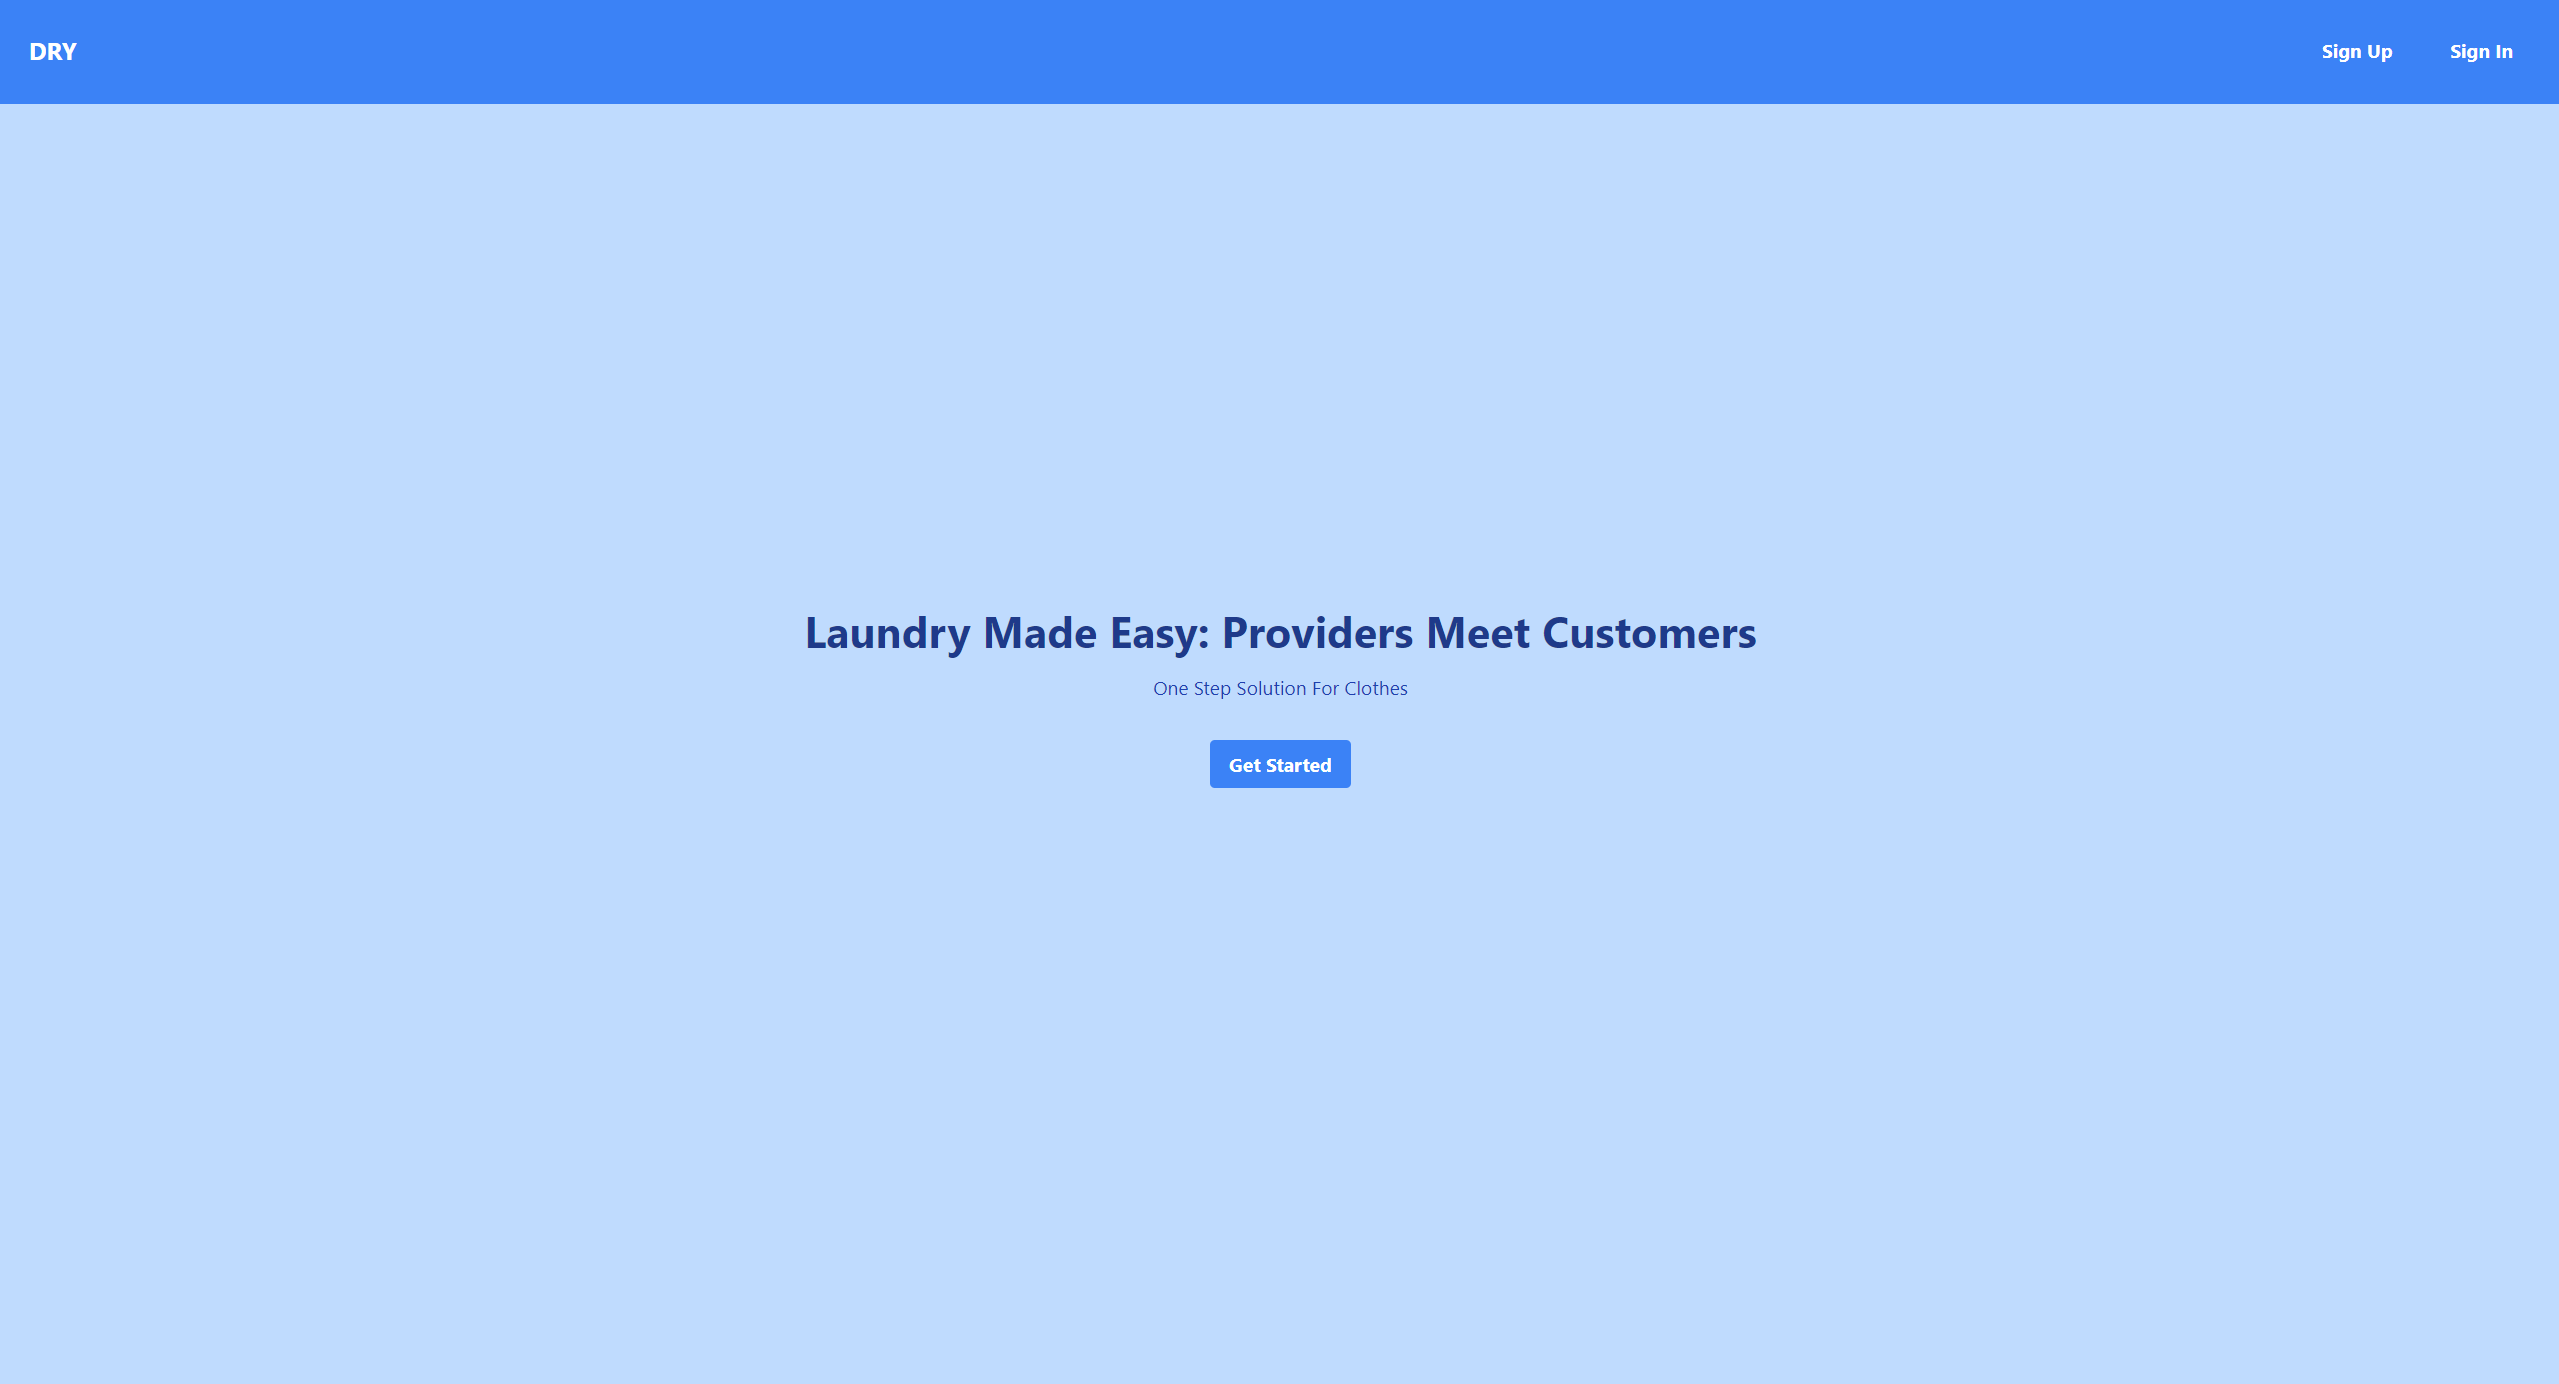 DRY
Sign Up
Sign In
Laundry Made Easy: Providers Meet Customers
One Step Solution For Clothes
Get Started